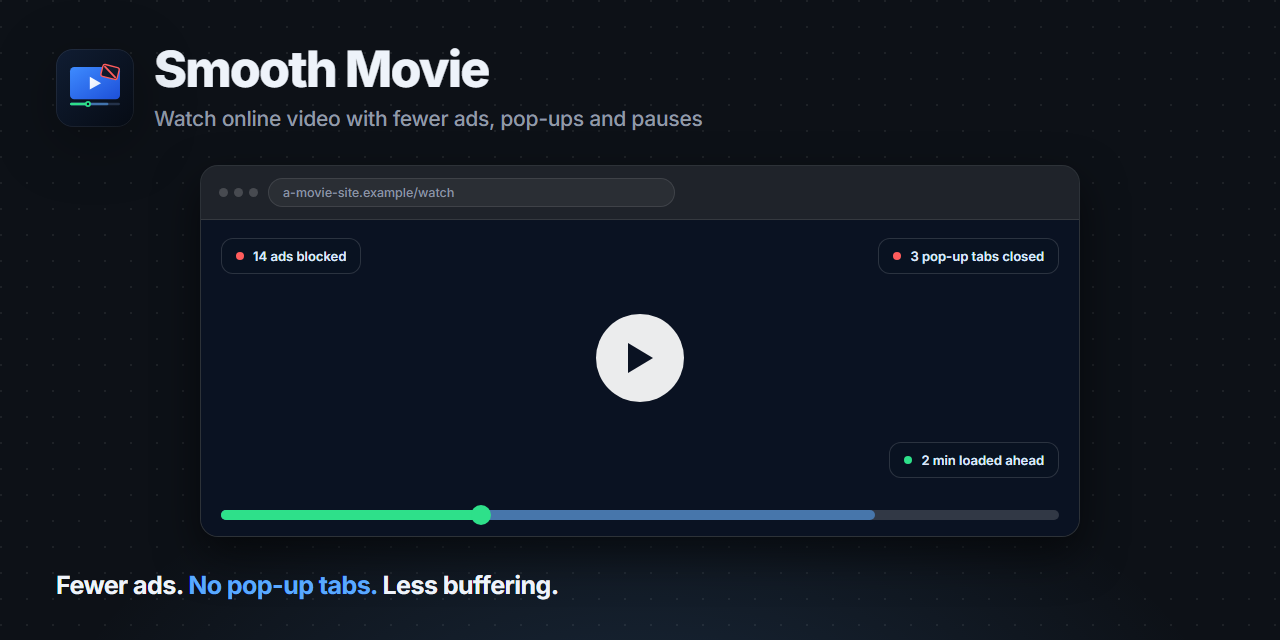 Smooth Movie
Watch online video with fewer ads, pop-ups and pauses
a-movie-site.example/watch
14 ads blocked
3 pop-up tabs closed
2 min loaded ahead
Fewer ads. No pop-up tabs. Less buffering.